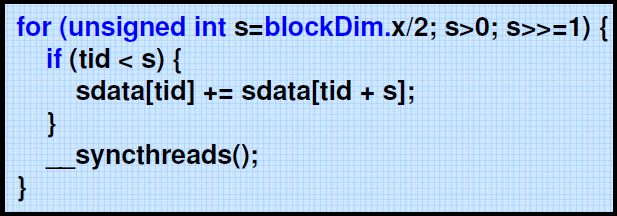 for (unsigned int s=blockDim.x/2; s>0; s>>=1) {
if (tid < s) {
sdata[tid] += sdata[tid + s];
}
__syncthreads();
}